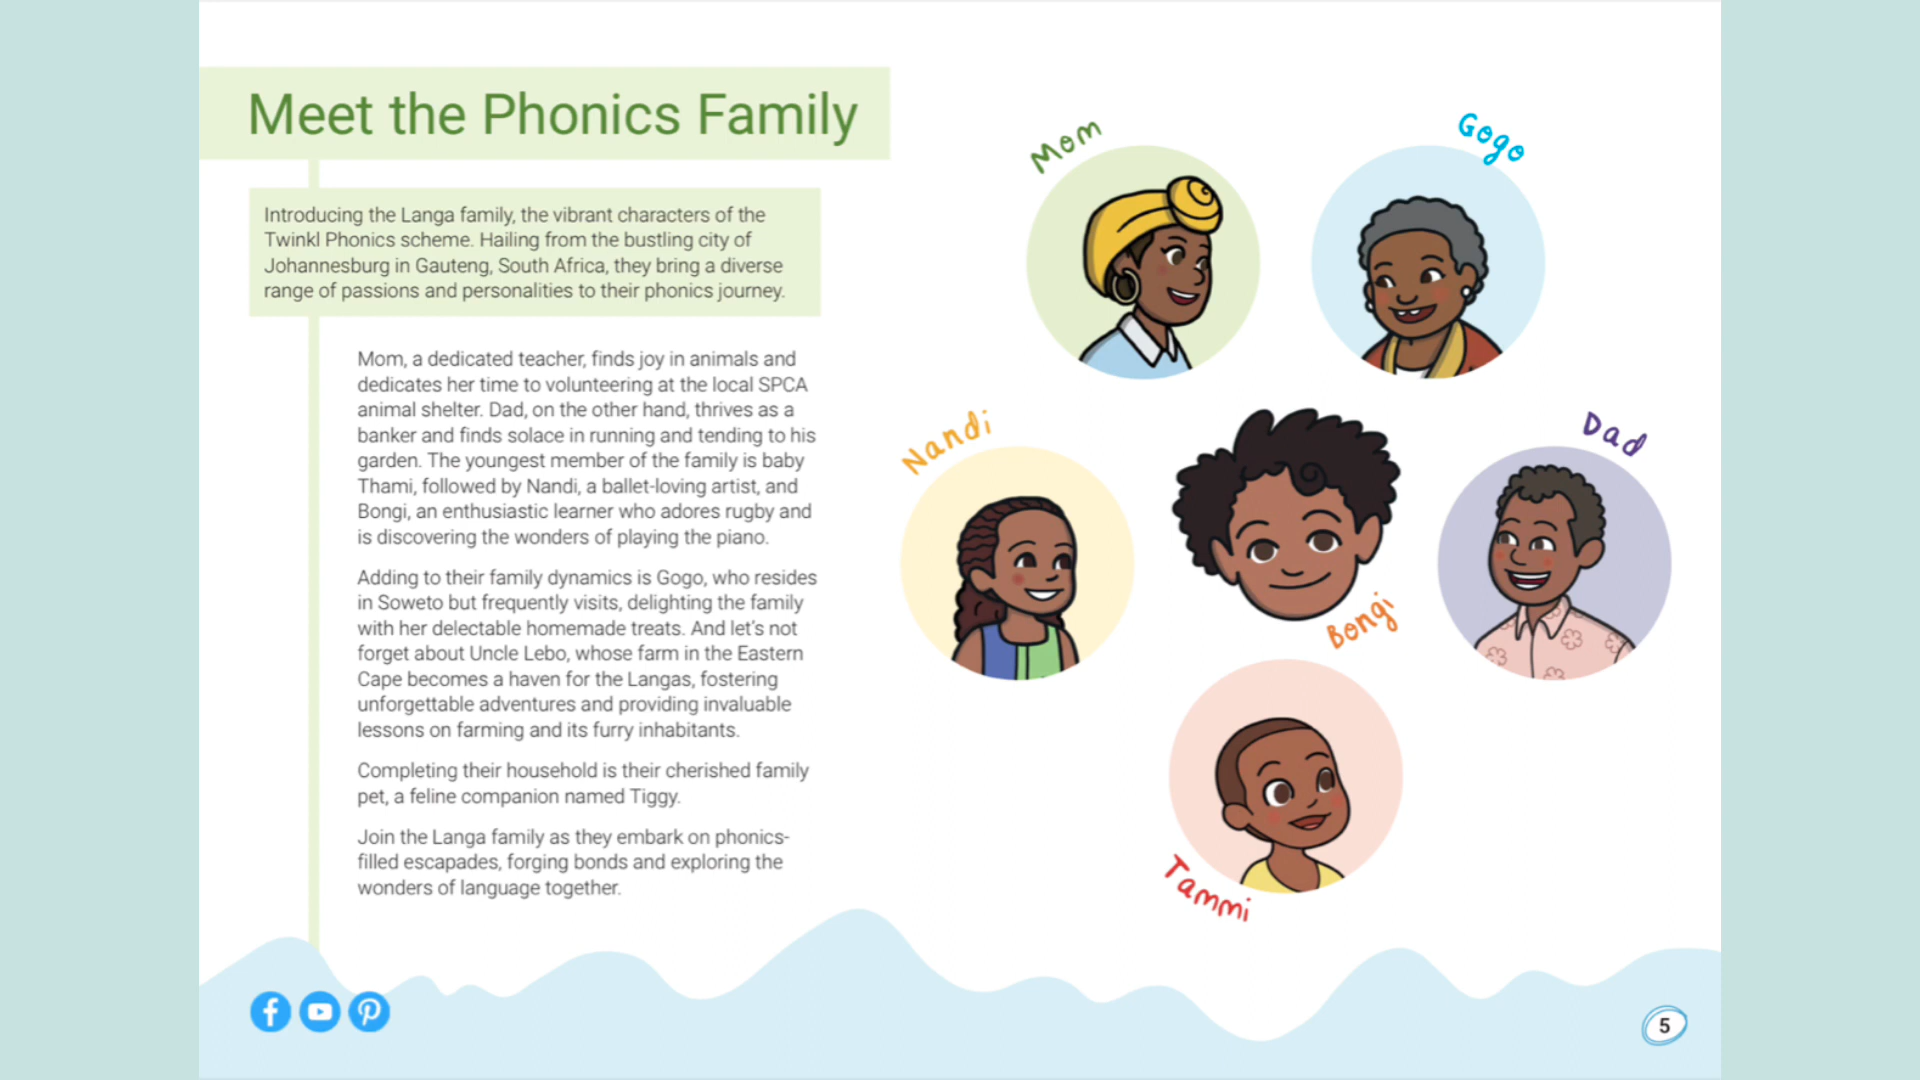 Meet the Phonics Family
Introducing the Langa family, the vibrant characters of the
Twinkl Phonics scheme. Hailing from the bustling city of
Johannesburg in Gauteng, South Africa, they bring a diverse
range of passions and personalities to their phonics journey.
Mom, a dedicated teacher, finds joy in animals and
dedicates her time to volunteering at the local SPCA
animal shelter. Dad, on the other hand, thrives as a
banker and finds solace in running and tending to his
garden. The youngest member of the family is baby
Thami, followed by Nandi, a ballet-loving artist, and
Bongi, an enthusiastic learner who adores rugby and
is discovering the wonders of playing the piano.
Adding to their family dynamics is Gogo, who resides
in Soweto but frequently visits, delighting the family
with her delectable homemade treats. And let's not
forget about Uncle Lebo, whose farm in the Eastern
Cape becomes a haven for the Langas, fostering
unforgettable adventures and providing invaluable
lessons on farming and its furry inhabitants.
Completing their household is their cherished family
pet, a feline companion named Tiggy.
Join the Langa family as they embark on phonics-
filled escapades, forging bonds and exploring the
wonders of language together.
Mom
Gogo
Nandi
Dad
Bongi
Tammi
5